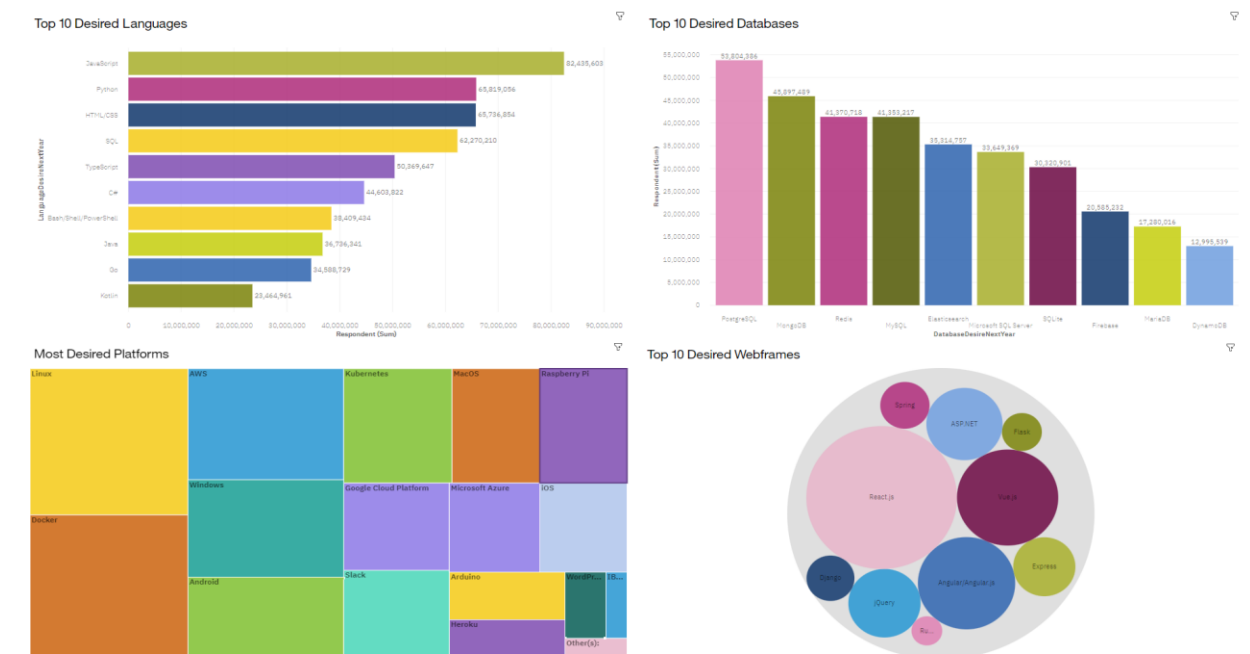 Top 10 Desired Languages
LanguageDesireNextYear
JavaScript
82,435,603
Python
65,819,056
HTML/CSS
65,736,854
SQL
62,270,210
TypeScript
50,369,647
C#
44,603,822
Bash/Shell/PowerShell
38,409,434
Java
36,736,341
Go
34,588,729
Kotlin
23,464,961
0
10,000,000
20,000,000
30,000,000
40,000,000
50,000,000
60,000,000
70,000,000
80,000,000
90,000,000
Respondent (Sum)
Top 10 Desired Databases
Respondent(Sum)
55,000,000
50,000,000
45,000,000
40,000,000
35,000,000
30,000,000
25,000,000
20,000,000
15,000,000
10,000,000
5,000,000
0
53,804,386
45,897,489
41,370,718
41,353,217
35,314,757
33,649,369
30,320,901
20,585,232
17,280,016
12,995,539
PostgreSQL
MongoDB
Redis
MySQL
Elasticsearch
Microsoft SQL Server
SQLite
Firebase
MariaDB
DynamoDB
DatabaseDesireNextYear
Most Desired Platforms
Linux
AWS
Kubernetes
MacOS
Raspberry Pi
Windows
Google Cloud Platform
Microsoft Azure
iOS
Docker
Android
Slack
Arduino
WordPr...
IB...
Heroku
Other(s):
Top 10 Desired Webframes
Spring
ASP.NET
Flask
React.js
Vue.js
Django
jQuery
Angular/Angular.js
Express
Ru...